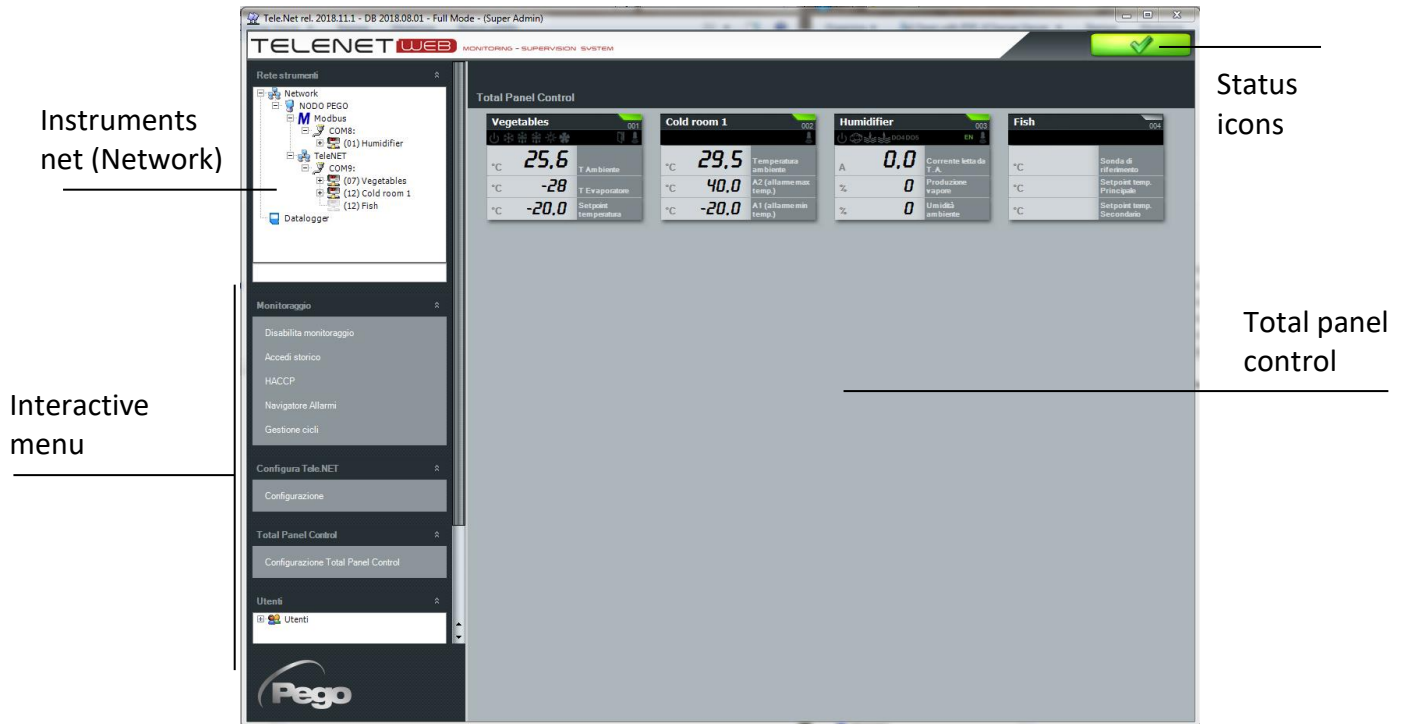 Tele.Net rel. 2018.11.1 - DB 2018.08.01 - Full Mode - (Super Admin)
TELENET WEB MONITORING - SUPERVISION SYSTEM
Rete strumenti
Network
NODO PEGO
Modbus
COM8:
(01) Humidifier
TeleNET
COM9:
(07) Vegetables
(12) Cold room 1
(12) Fish
Datalogger
Monitoraggio
Disabilita monitoraggio
Accedi storico
HACCP
Navigatore Allarmi
Gestione cicli
Configura Tele.NET
Configurazione
Total Panel Control
Configurazione Total Panel Control
Utenti
Utenti
Pego
Total Panel Control
Vegetables 001
°C 25,6 T Ambiente
°C -28 T Evaporatore
°C -20,0 Setpoint temperatura
Cold room 1 002
°C 29,5 Temperatura ambiente
°C 40,0 A2 (allarme max temp.)
°C -20,0 A1 (allarme min temp.)
Humidifier 003
DO4 DO5 EN
A 0,0 Corrente letta da T.A.
% 0 Produzione vapore
% 0 Umidità ambiente
Fish 004
°C Sonda di riferimento
°C Setpoint temp. Principale
°C Setpoint temp. Secondario
Instruments
net (Network)
Interactive
menu
Status
icons
Total panel
control